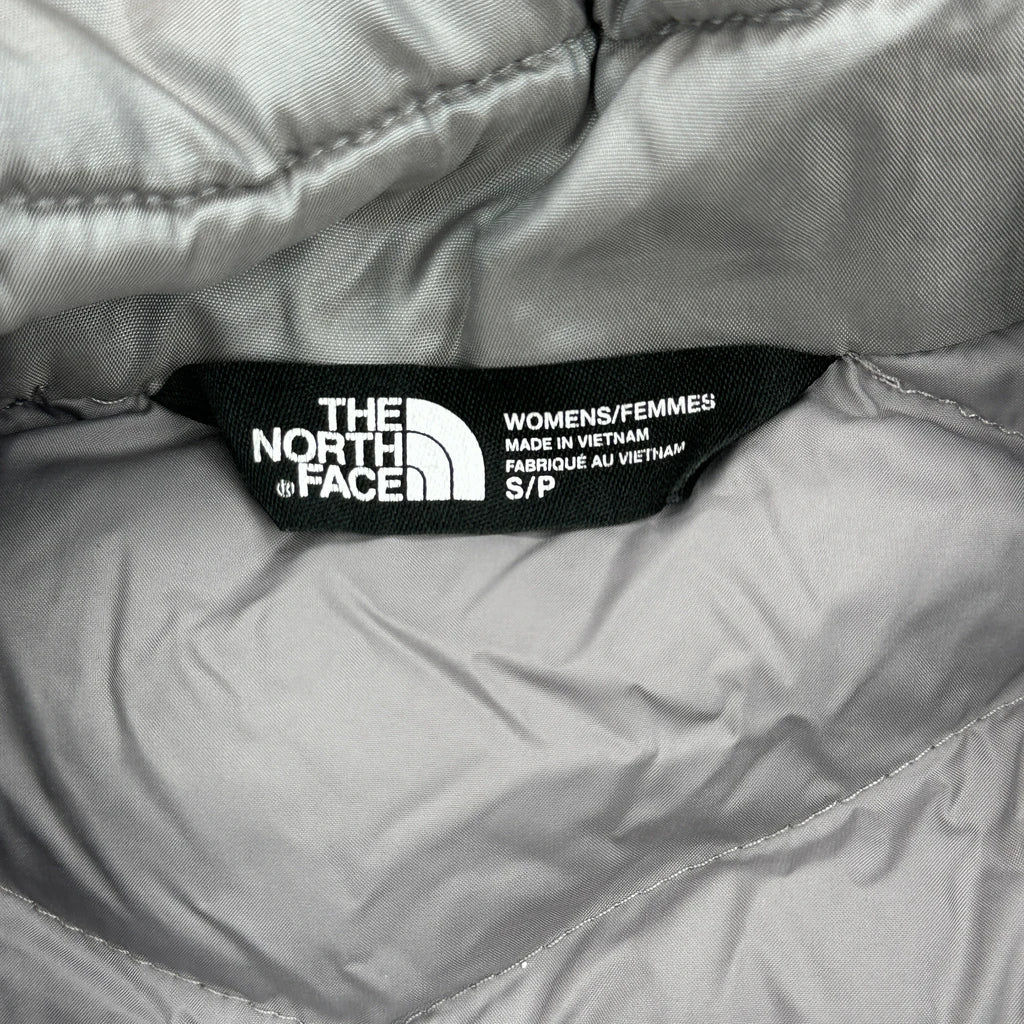 THE
NORTH
® FACE
WOMENS/FEMMES
MADE IN VIETNAM
FABRIQUÉ AU VIETNAM
S/P